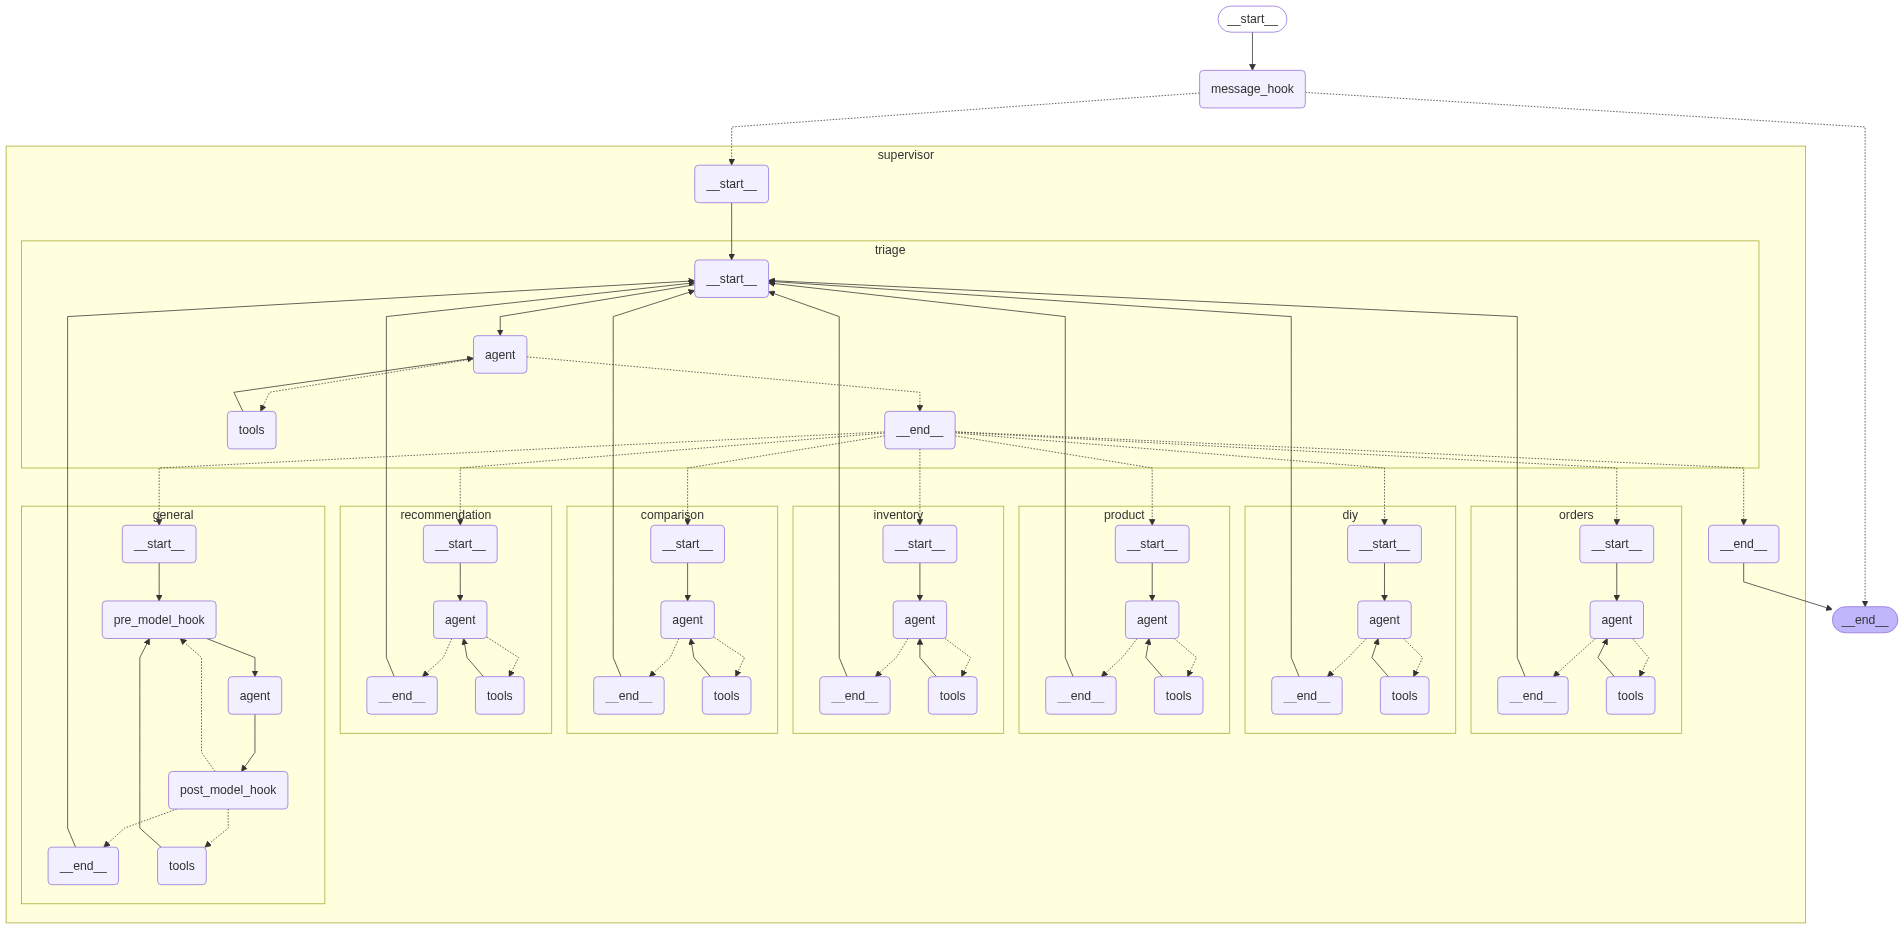 __start__
message_hook
supervisor
__start__
triage
__start__
agent
tools
__end__
general
__start__
pre_model_hook
agent
post_model_hook
__end__
tools
recommendation
__start__
agent
__end__
tools
comparison
__start__
agent
__end__
tools
inventory
__start__
agent
__end__
tools
product
__start__
agent
__end__
tools
diy
__start__
agent
__end__
tools
orders
__start__
agent
__end__
tools
__end__
__end__